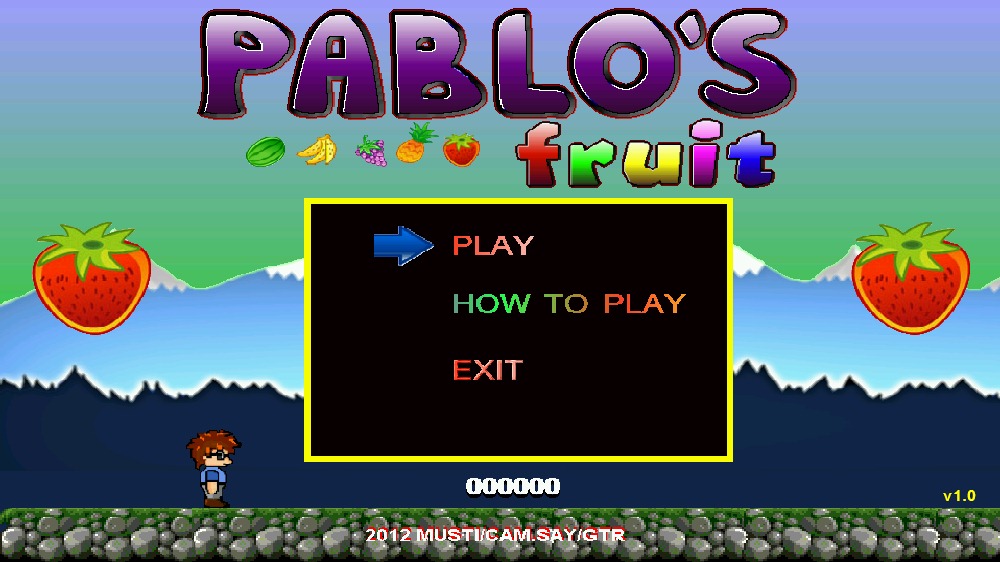 PABLO'S
fruit
PLAY
HOW TO PLAY
EXIT
000000
v1.0
2012 MUSTI/CAM.SAY/GTR